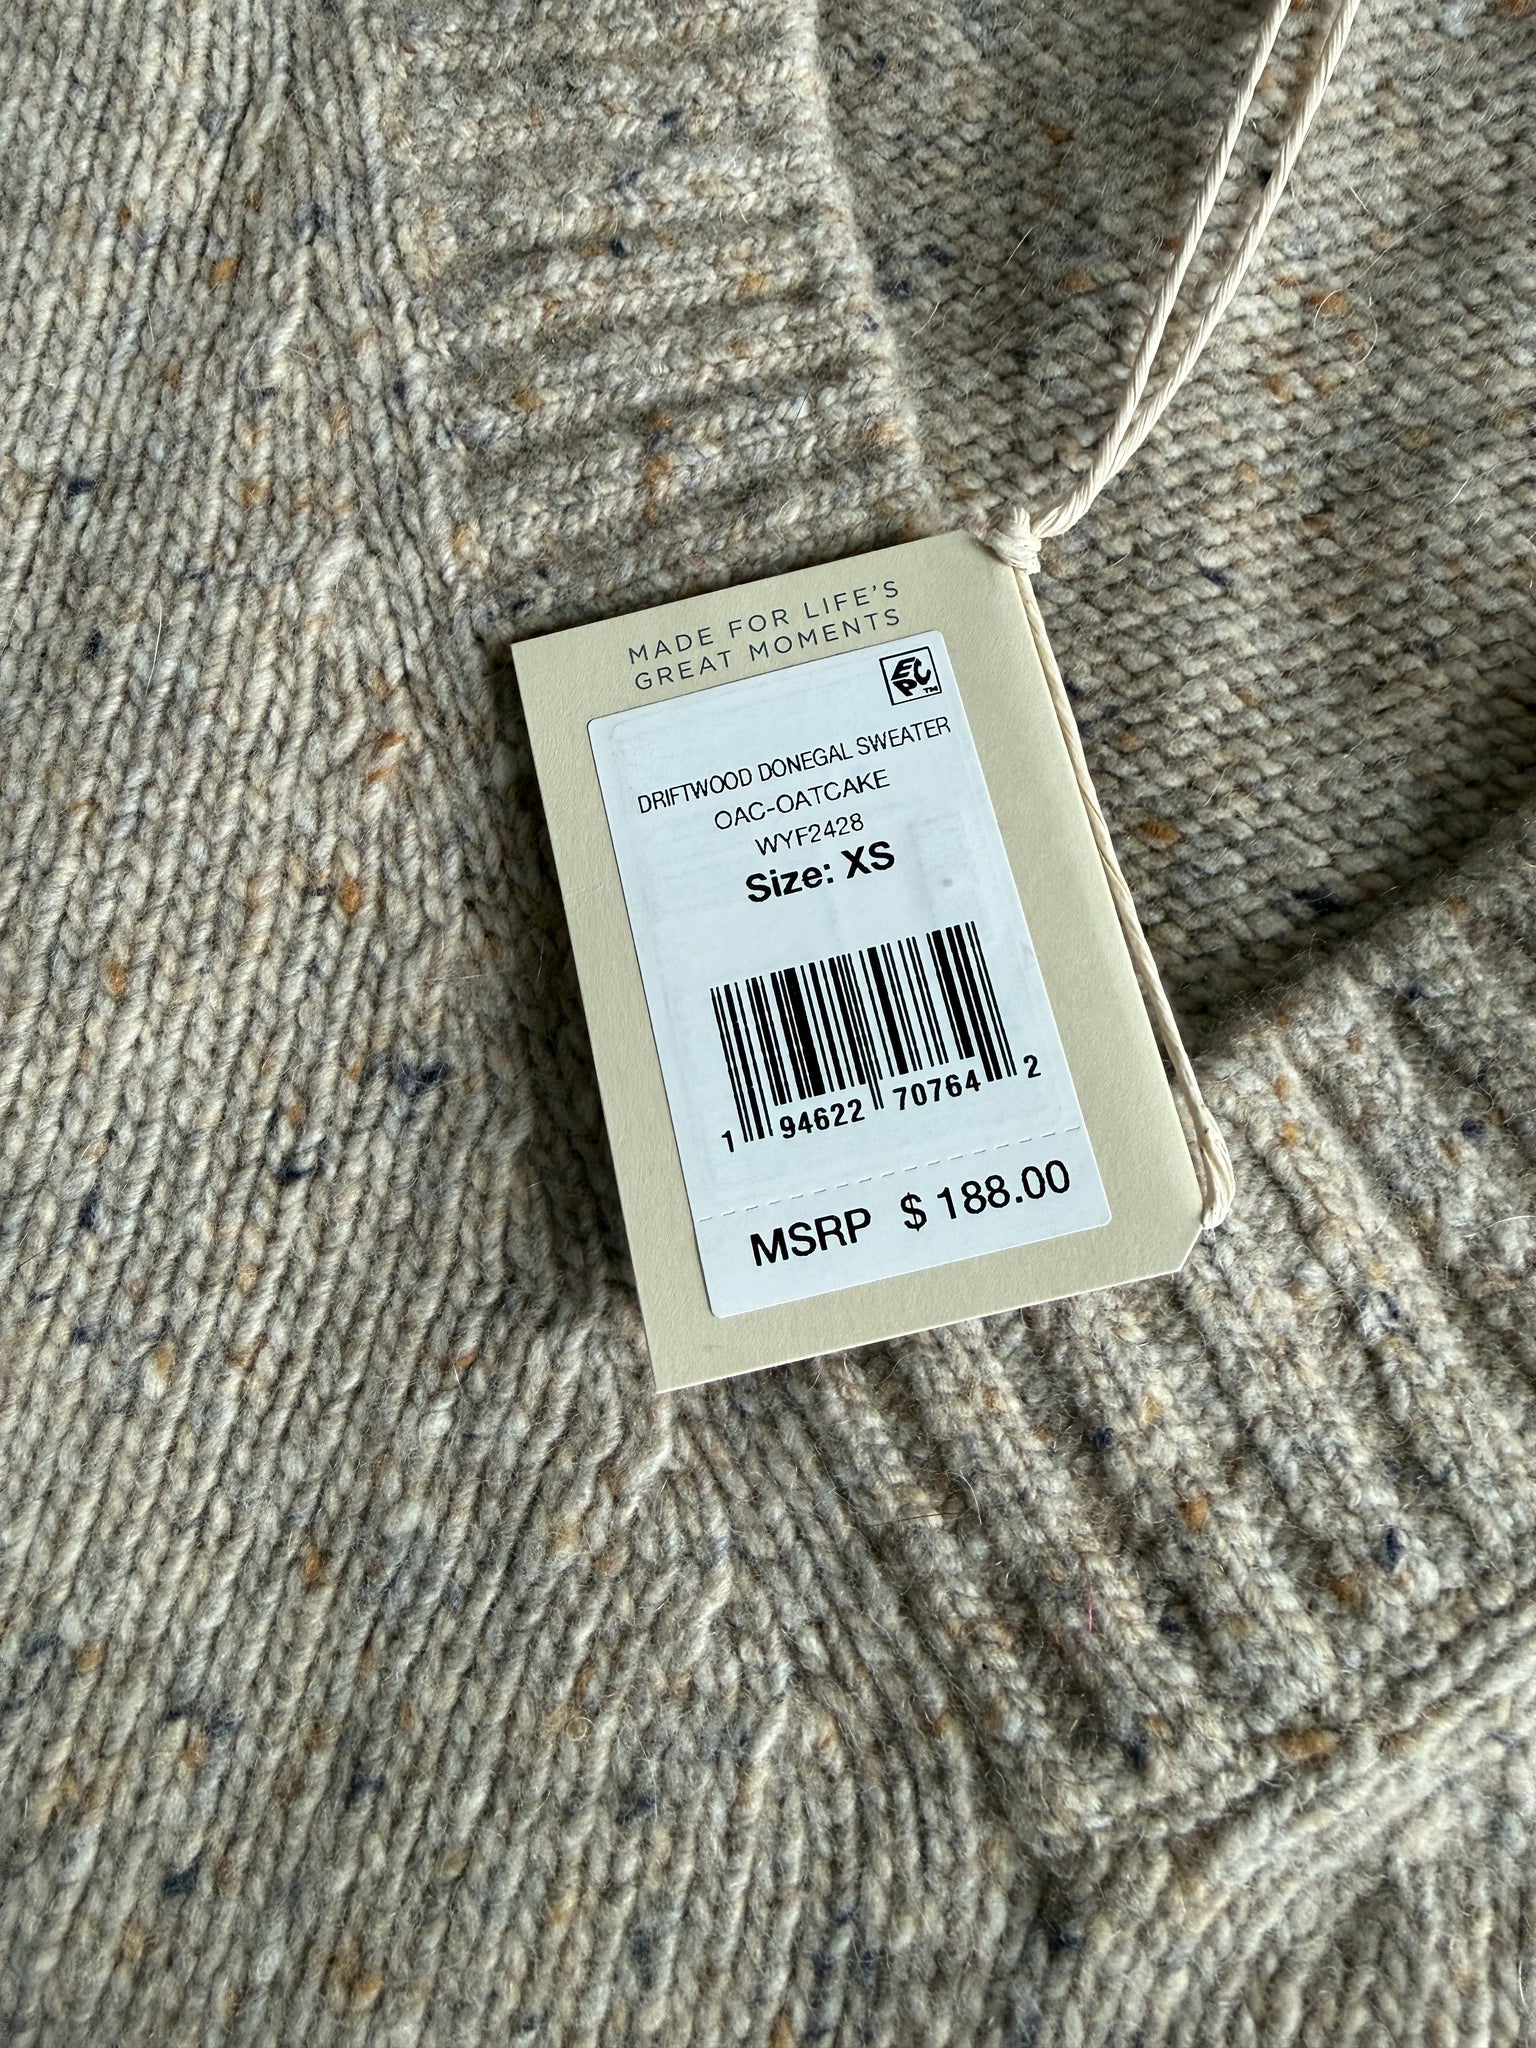 MADE FOR LIFE'S
GREAT MOMENTS
EPC™
DRIFTWOOD DONEGAL SWEATER
OAC-OATCAKE
WYF2428
Size: XS
1 94622 70764 2
MSRP $ 188.00